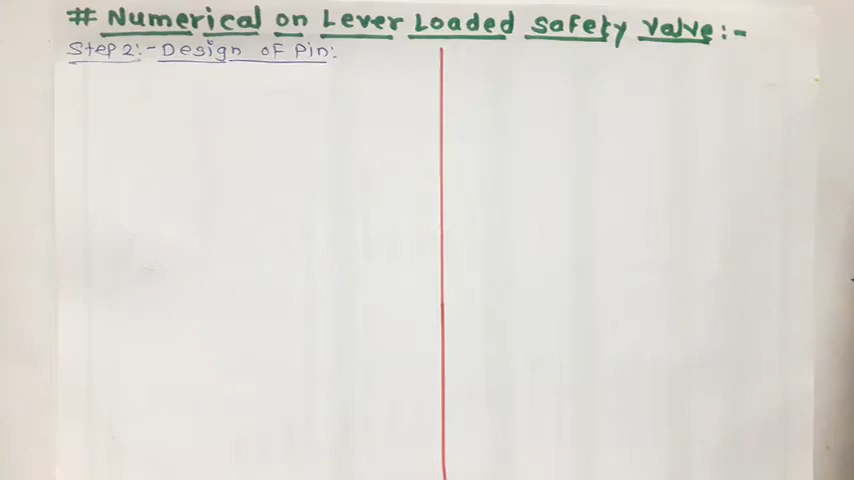 # Numerical on Lever Loaded Safety Valve:-
Step 2:- Design of Pin: